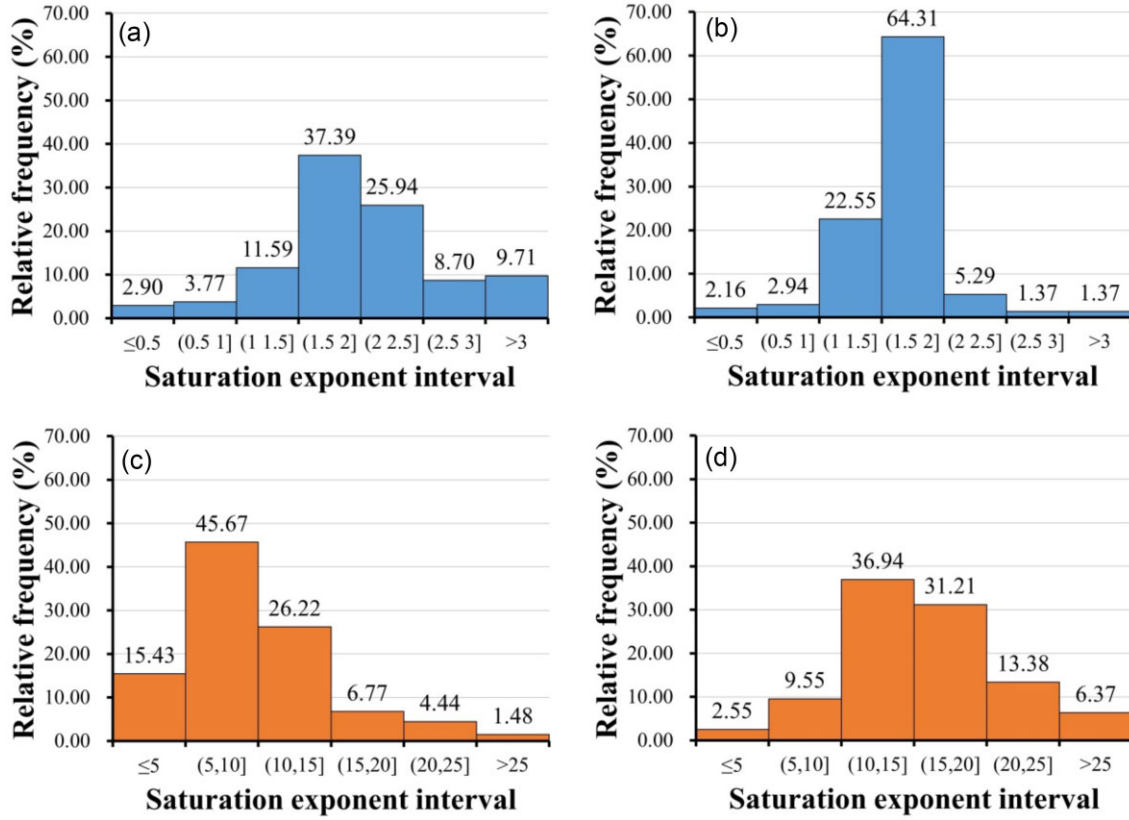 (a)
Relative frequency (%)
70.00
60.00
50.00
40.00
30.00
20.00
10.00
0.00
2.90 3.77 11.59 37.39 25.94 8.70 9.71
≤0.5 (0.5 1] (1 1.5] (1.5 2] (2 2.5] (2.5 3] >3
Saturation exponent interval
(b)
Relative frequency (%)
70.00
60.00
50.00
40.00
30.00
20.00
10.00
0.00
2.16 2.94 22.55 64.31 5.29 1.37 1.37
≤0.5 (0.5 1] (1 1.5] (1.5 2] (2 2.5] (2.5 3] >3
Saturation exponent interval
(c)
Relative frequency (%)
70.00
60.00
50.00
40.00
30.00
20.00
10.00
0.00
15.43 45.67 26.22 6.77 4.44 1.48
≤5 (5,10] (10,15] (15,20] (20,25] >25
Saturation exponent interval
(d)
Relative frequency (%)
70.00
60.00
50.00
40.00
30.00
20.00
10.00
0.00
2.55 9.55 36.94 31.21 13.38 6.37
≤5 (5,10] (10,15] (15,20] (20,25] >25
Saturation exponent interval